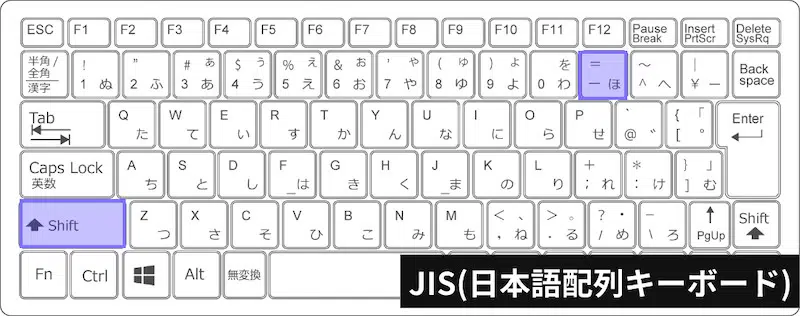 ESC F1 F2 F3 F4 F5 F6 F7 F8 F9 F10 F11 F12 Pause Break Insert PrtScr Delete SysRq
半角/全角 漢字 ! 1 ぬ " 2 ふ # ぁ 3 あ $ ぅ 4 う % ぇ 5 え & ぉ 6 お ' ゃ 7 や ( ゅ 8 ゆ ) ょ 9 よ を 0 わ = ー ほ ～ ^ へ | ¥ ー Back space
Tab Q た W て E い R す T か Y ん U な I に O ら P せ ` @ ゛ { 「 [ ゜ Enter
Caps Lock 英数 A ち S と D し F _ は G き H く J _ ま K の L り + ; れ * : け } 」 ] む
Shift Z つ X さ C そ V ひ B こ N み M も < 、 , ね > 。 . る ? ・ / め _ \ ろ PgUp Shift
Fn Ctrl Alt 無変換
JIS(日本語配列キーボード)